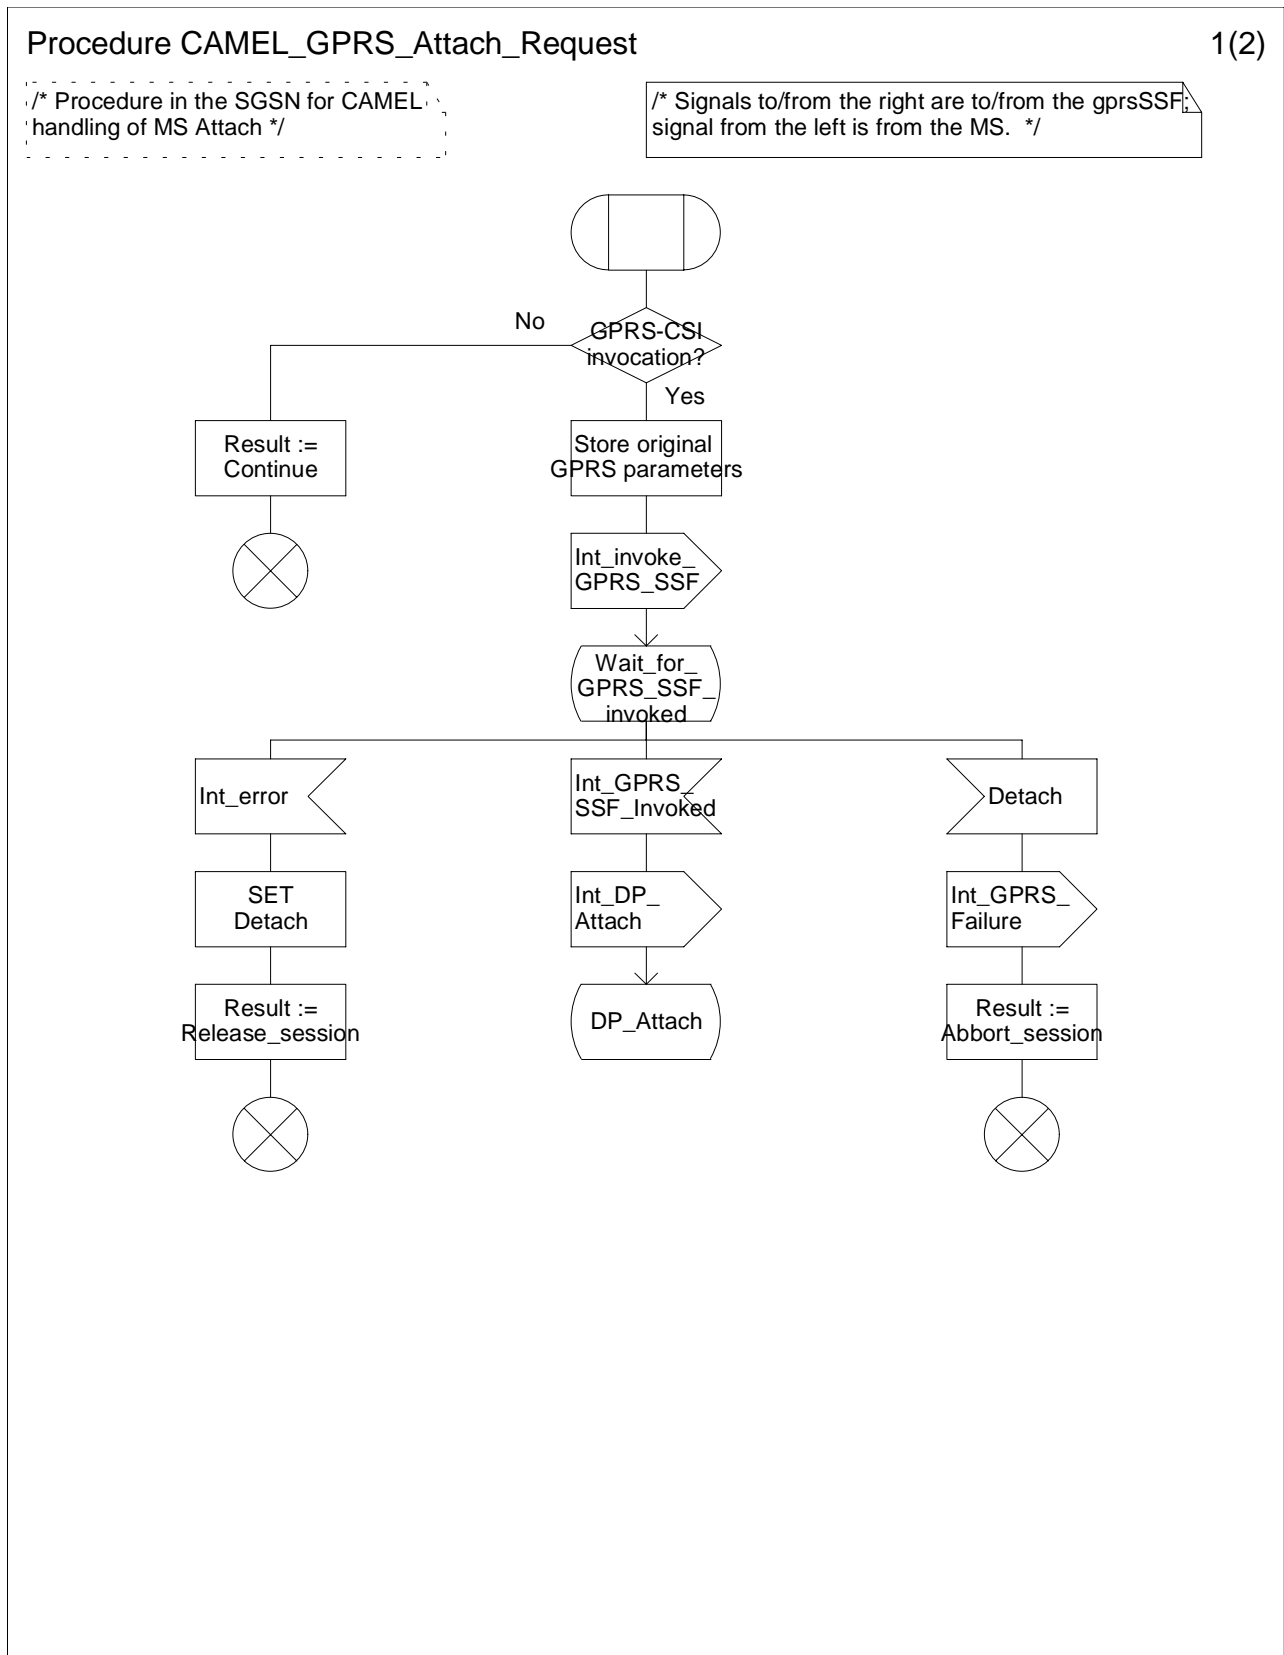 Procedure CAMEL_GPRS_Attach_Request
1(2)
/* Procedure in the SGSN for CAMEL
handling of MS Attach */
/* Signals to/from the right are to/from the gprsSSF;
signal from the left is from the MS. */
No
GPRS-CSI
invocation?
Yes
Result :=
Continue
Store original
GPRS parameters
Int_invoke_
GPRS_SSF
Wait_for_
GPRS_SSF_
invoked
Int_error
Int_GPRS_
SSF_Invoked
Detach
SET
Detach
Int_DP_
Attach
Int_GPRS_
Failure
Result :=
Release_session
DP_Attach
Result :=
Abbort_session